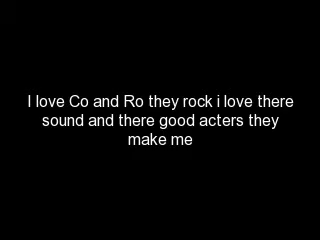 I love Co and Ro they rock i love there
sound and there good acters they
make me